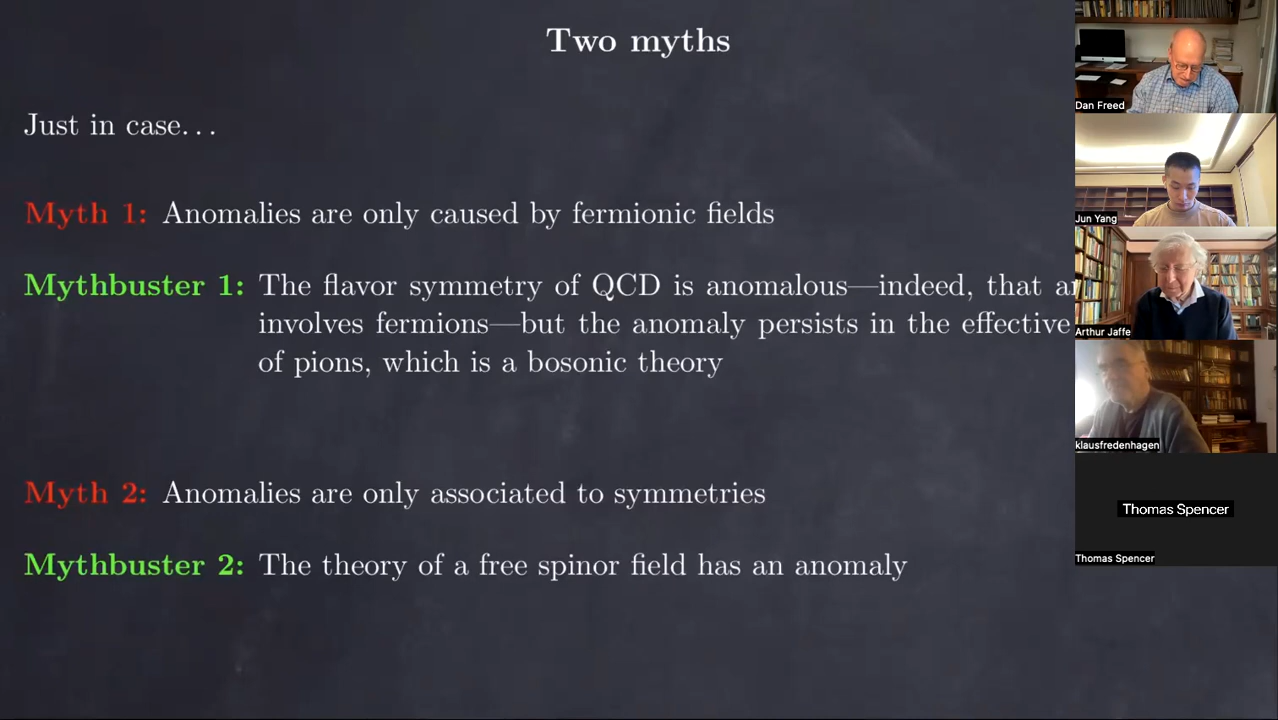 Two myths
Just in case...
Myth 1: Anomalies are only caused by fermionic fields
Mythbuster 1: The flavor symmetry of QCD is anomalous—indeed, that
involves fermions—but the anomaly persists in the effective
of pions, which is a bosonic theory
Myth 2: Anomalies are only associated to symmetries
Mythbuster 2: The theory of a free spinor field has an anomaly
Dan Freed
Jun Yang
Arthur Jaffe
klausfredenhagen
Thomas Spencer
Thomas Spencer